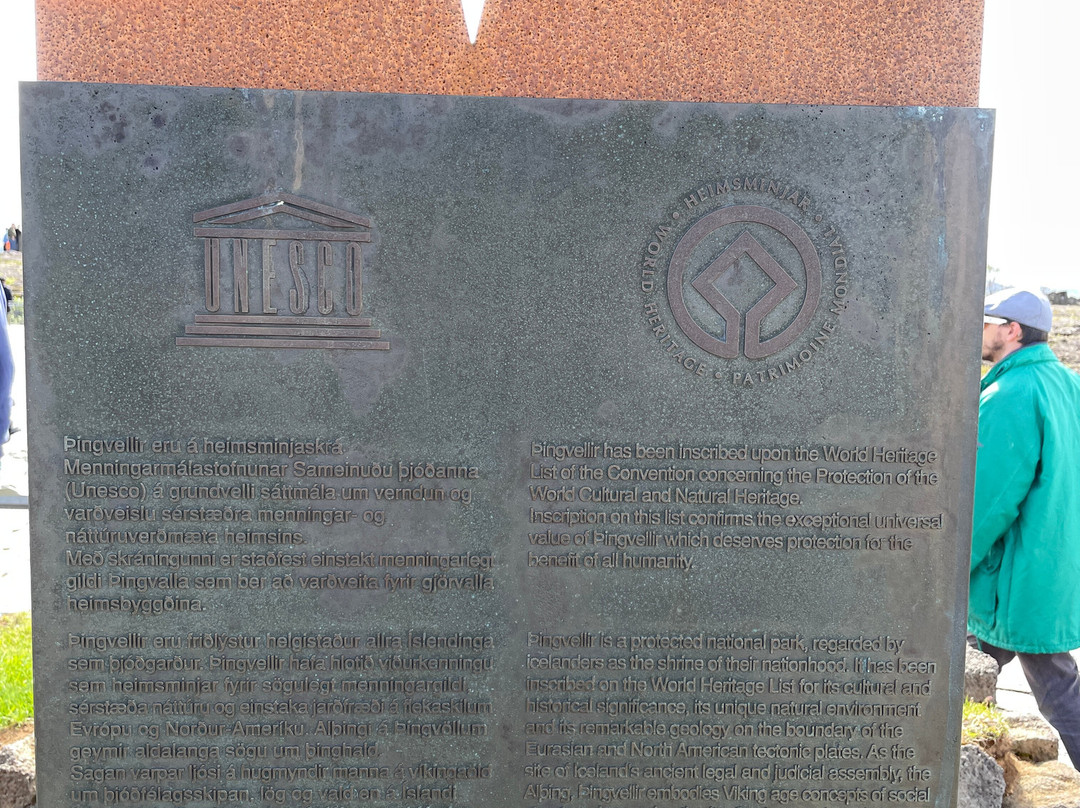 UNESCO
WORLD HERITAGE • HEIMSMINJAR • PATRIMOINE MONDIAL •
Þingvellir eru á heimsminjaskrá
Menningarmálastofnunar Sameinuðu þjóðanna
(Unesco) á grundvelli sáttmála um verndun og
varðveislu sérstæðra menningar- og
náttúruverðmæta heimsins.
Með skráningunni er staðfest einstakt menningarlegt
gildi Þingvalla sem ber að varðveita fyrir gjörvalla
heimsbyggðina.
Þingvellir eru friðlýstur helgistaður allra Íslendinga
sem þjóðgarður. Þingvellir hafa hlotið viðurkenningu
sem heimsminjar fyrir sögulegt menningargildi,
sérstæða náttúru og einstaka jarðfræði á flekaskilum
Evrópu og Norður-Ameríku. Alþingi á Þingvöllum
geymir aldalanga sögu um þinghald.
Sagan varpar ljósi á hugmyndir manna á víkingaöld
um þjóðfélagsskipan, lög og valdið en á Íslandi
Þingvellir has been inscribed upon the World Heritage
List of the Convention concerning the Protection of the
World Cultural and Natural Heritage.
Inscription on this list confirms the exceptional universal
value of Þingvellir which deserves protection for the
benefit of all humanity.
Þingvellir is a protected national park, regarded by
Icelanders as the shrine of their nationhood. It has been
inscribed on the World Heritage List for its cultural and
historical significance, its unique natural environment
and its remarkable geology on the boundary of the
Eurasian and North American tectonic plates. As the
site of Iceland's ancient legal and judicial assembly, the
Alþing, Þingvellir embodies Viking age concepts of social